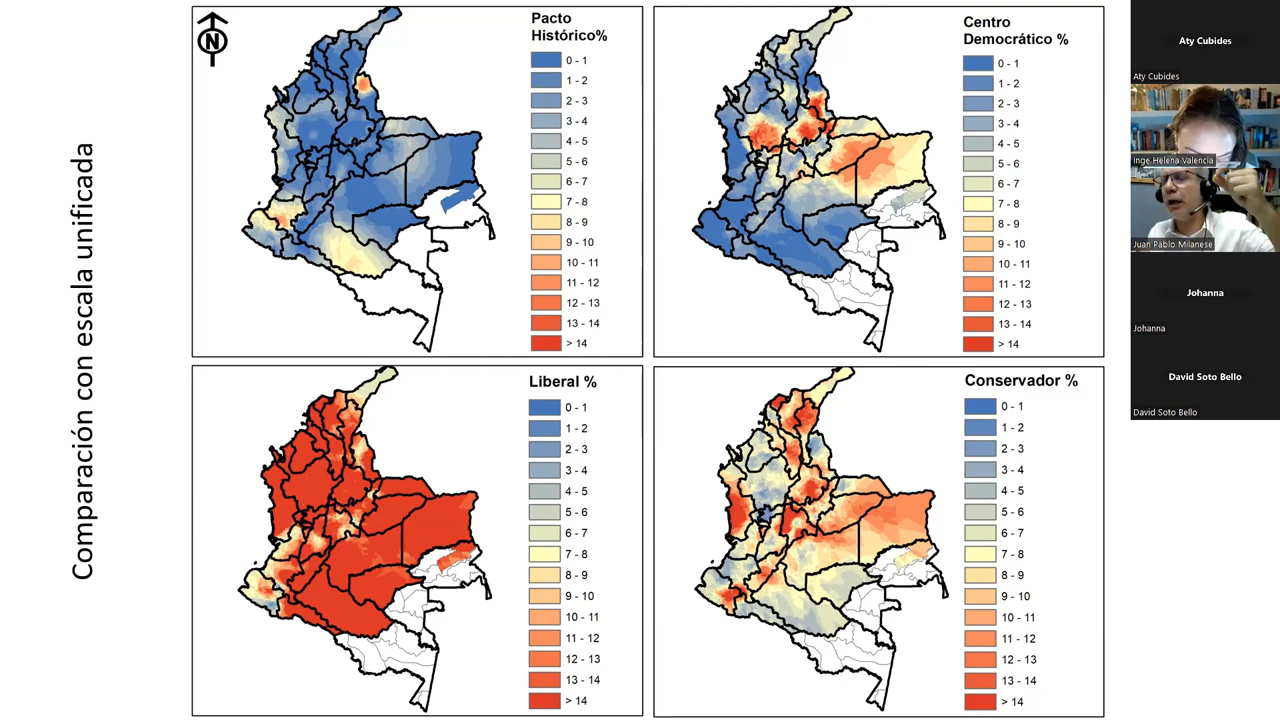 Comparación con escala unificada
N
Pacto
Histórico%
0 - 1
1 - 2
2 - 3
3 - 4
4 - 5
5 - 6
6 - 7
7 - 8
8 - 9
9 - 10
10 - 11
11 - 12
12 - 13
13 - 14
> 14
Centro
Democrático %
0 - 1
1 - 2
2 - 3
3 - 4
4 - 5
5 - 6
6 - 7
7 - 8
8 - 9
9 - 10
10 - 11
11 - 12
12 - 13
13 - 14
> 14
Liberal %
0 - 1
1 - 2
2 - 3
3 - 4
4 - 5
5 - 6
6 - 7
7 - 8
8 - 9
9 - 10
10 - 11
11 - 12
12 - 13
13 - 14
> 14
Conservador %
0 - 1
1 - 2
2 - 3
3 - 4
4 - 5
5 - 6
6 - 7
7 - 8
8 - 9
9 - 10
10 - 11
11 - 12
12 - 13
13 - 14
> 14
Aty Cubides
Aty Cubides
Inge Helena Valencia
Juan Pablo Milanese
Johanna
Johanna
David Soto Bello
David Soto Bello